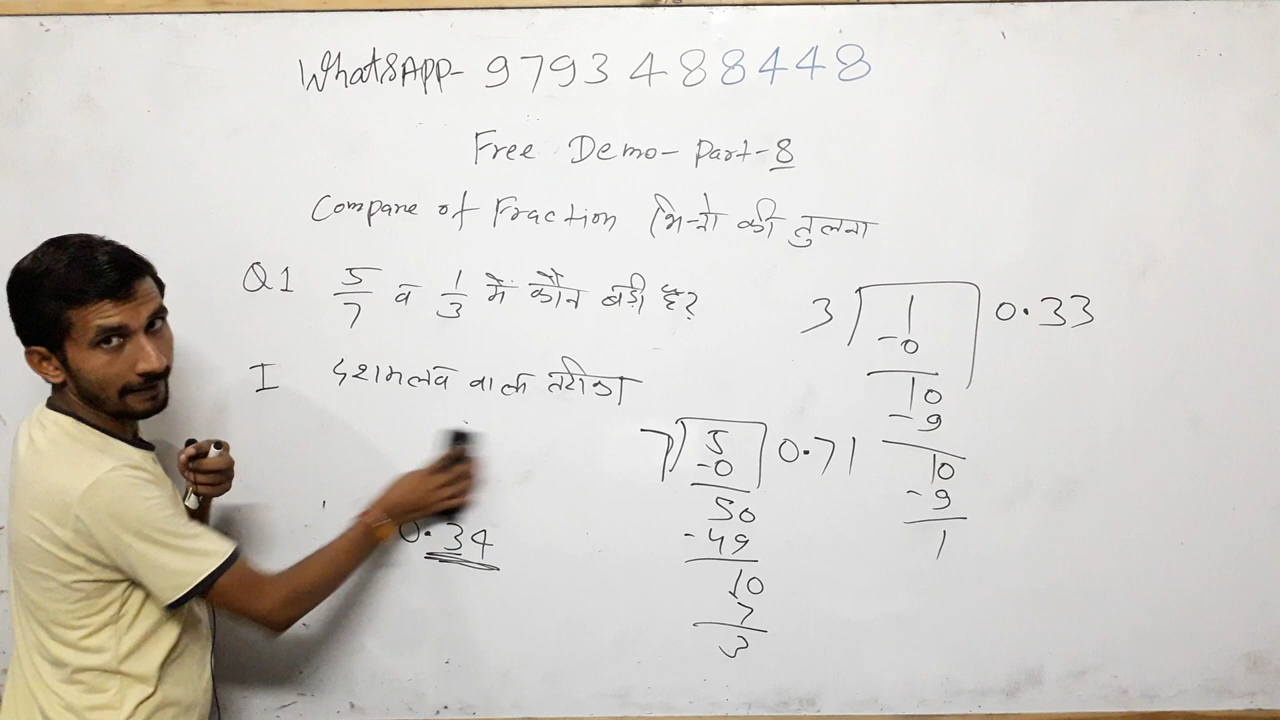 WhatsAPP- 9793488448
Free Demo- Part-8
Compare of Fraction भिन्नो की तुलना
Q1 5/7 व 1/3 में कौन बड़ी है?
I दशमलव वाला तरीका
3 1 0.33
-0
10
-9
10
-9
1
7 5 0.71
-0
50
-49
10
7
3
0.34